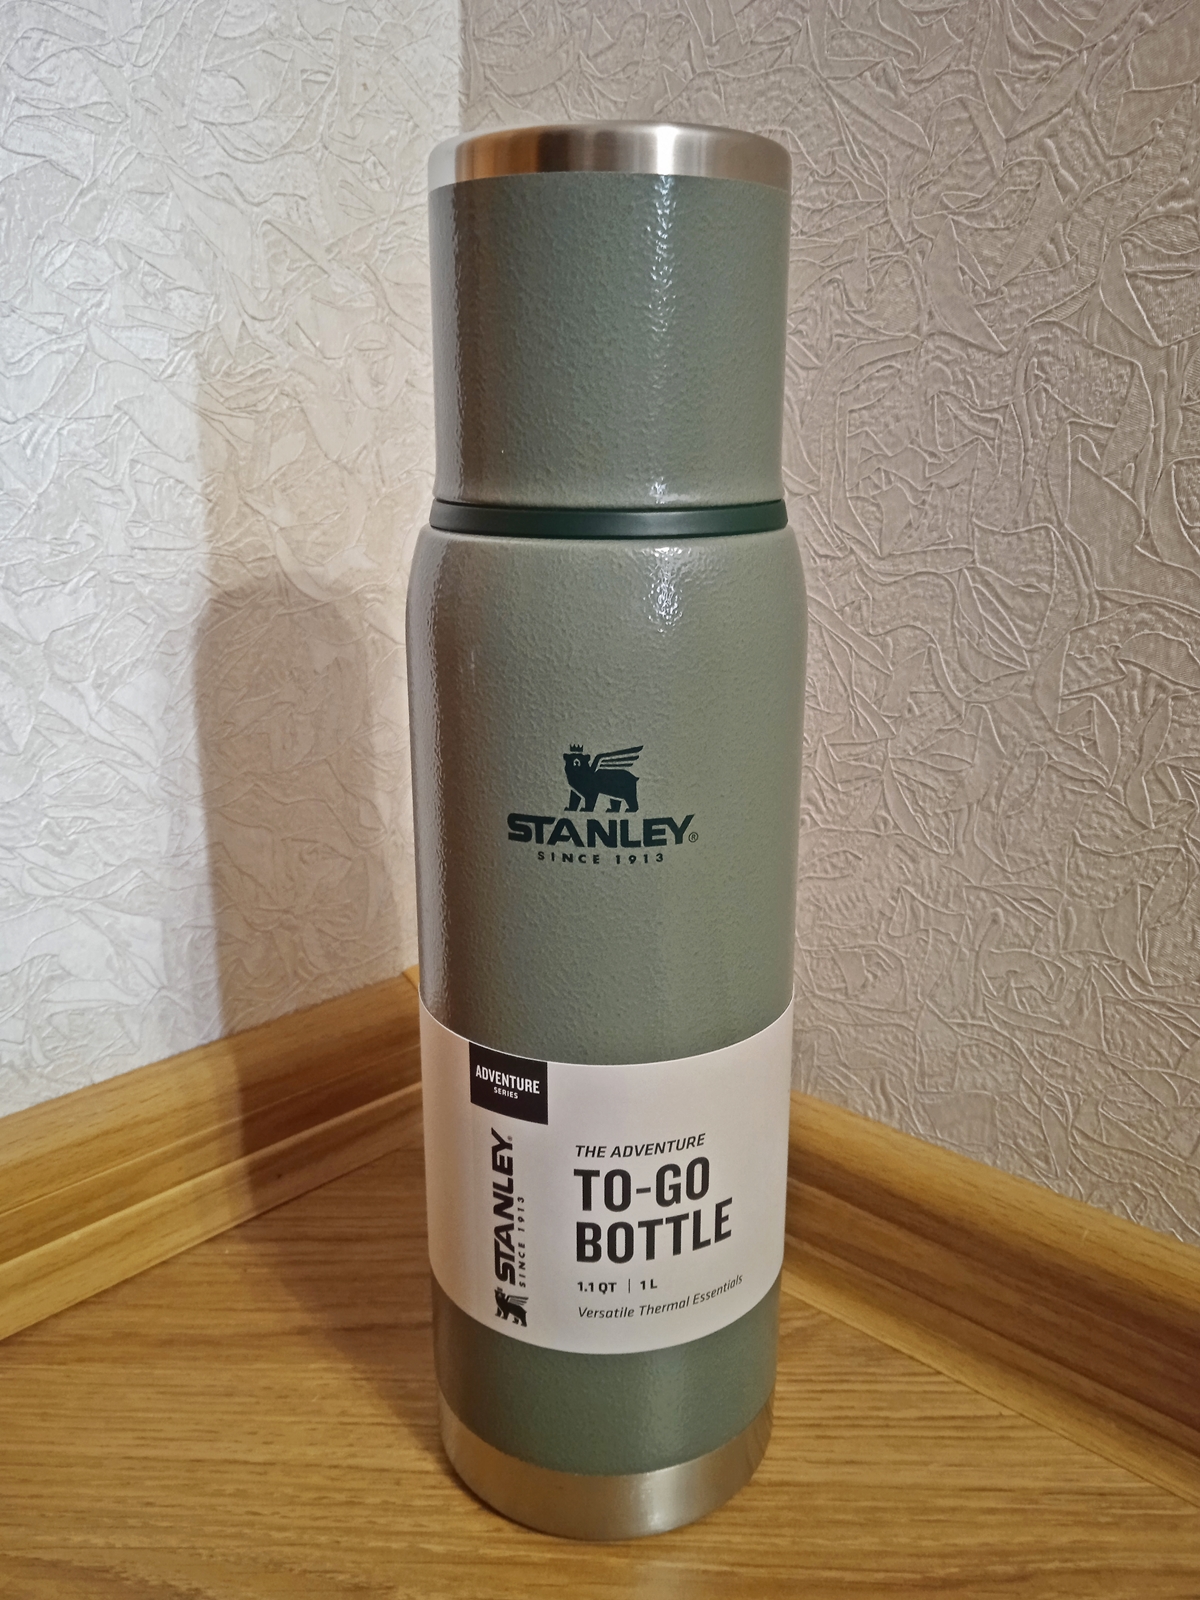 STANLEY®
SINCE 1913
ADVENTURE
SERIES
STANLEY®
SINCE 1913
THE ADVENTURE
TO-GO
BOTTLE
1.1 QT | 1 L
Versatile Thermal Essentials